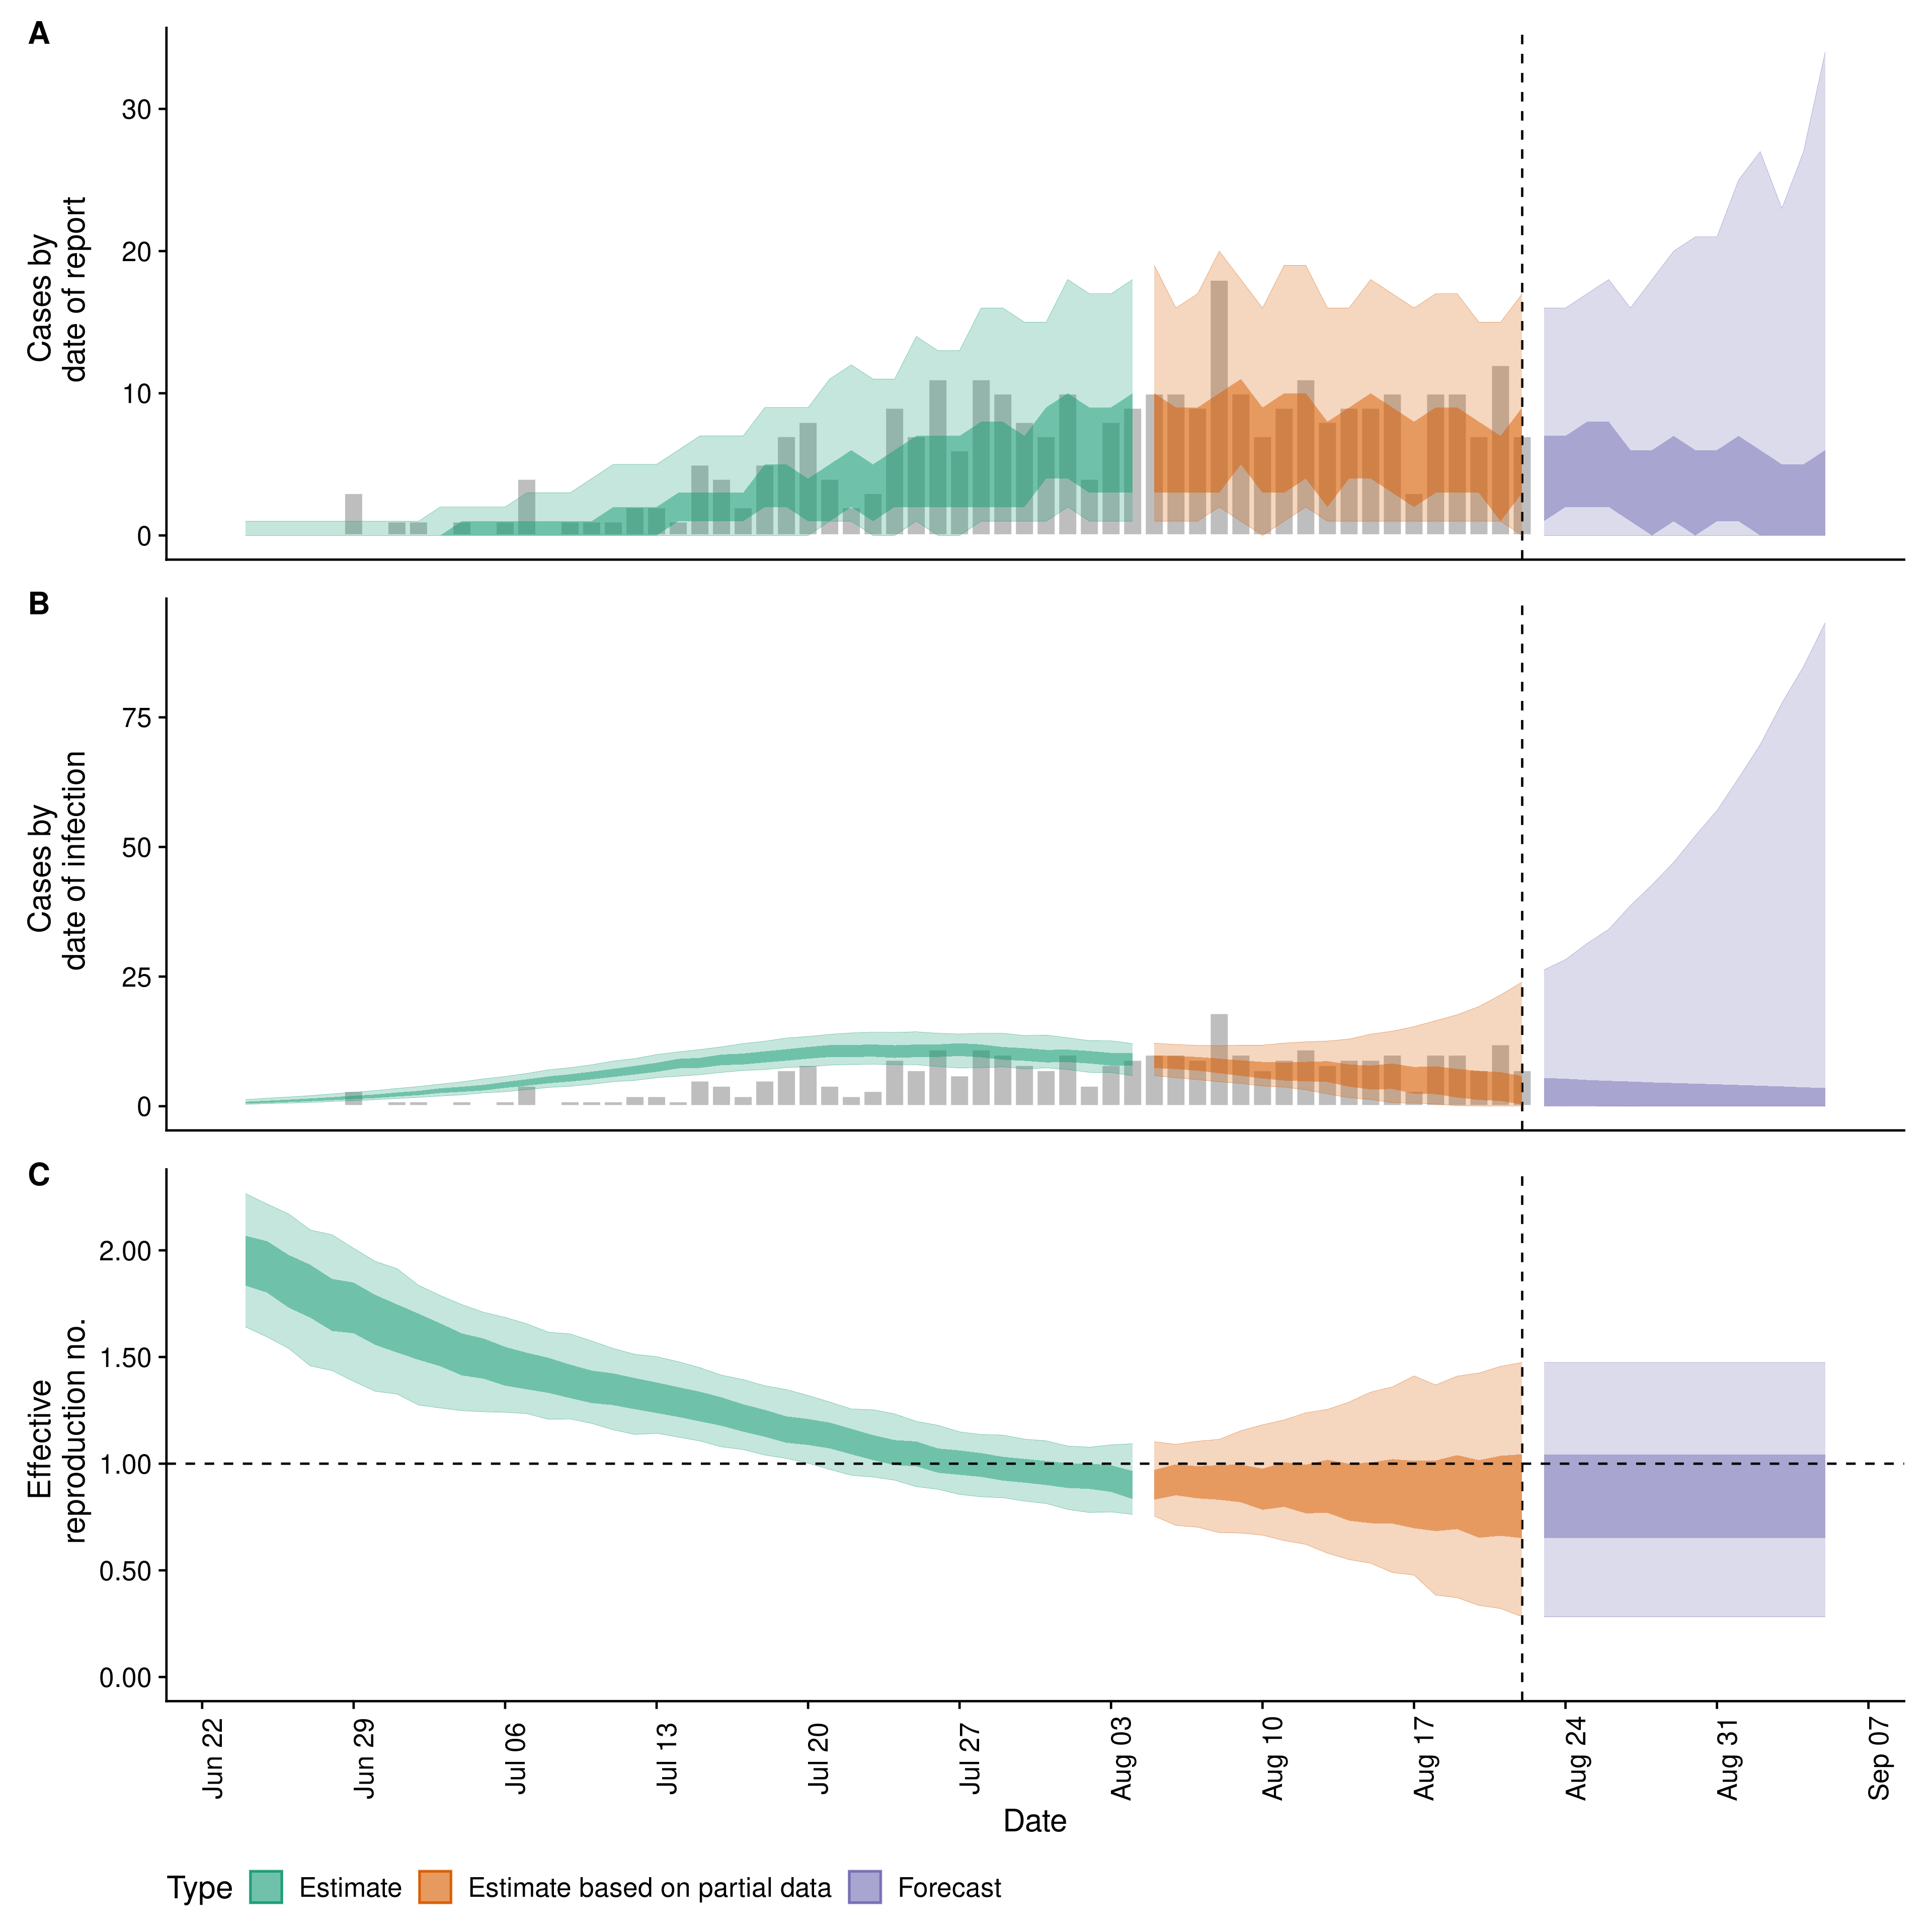 A
Cases by
date of report
30
20
10
0
B
Cases by
date of infection
75
50
25
0
C
Effective
reproduction no.
2.00
1.50
1.00
0.50
0.00
Jun 22
Jun 29
Jul 06
Jul 13
Jul 20
Jul 27
Aug 03
Aug 10
Aug 17
Aug 24
Aug 31
Sep 07
Date
Type Estimate Estimate based on partial data Forecast